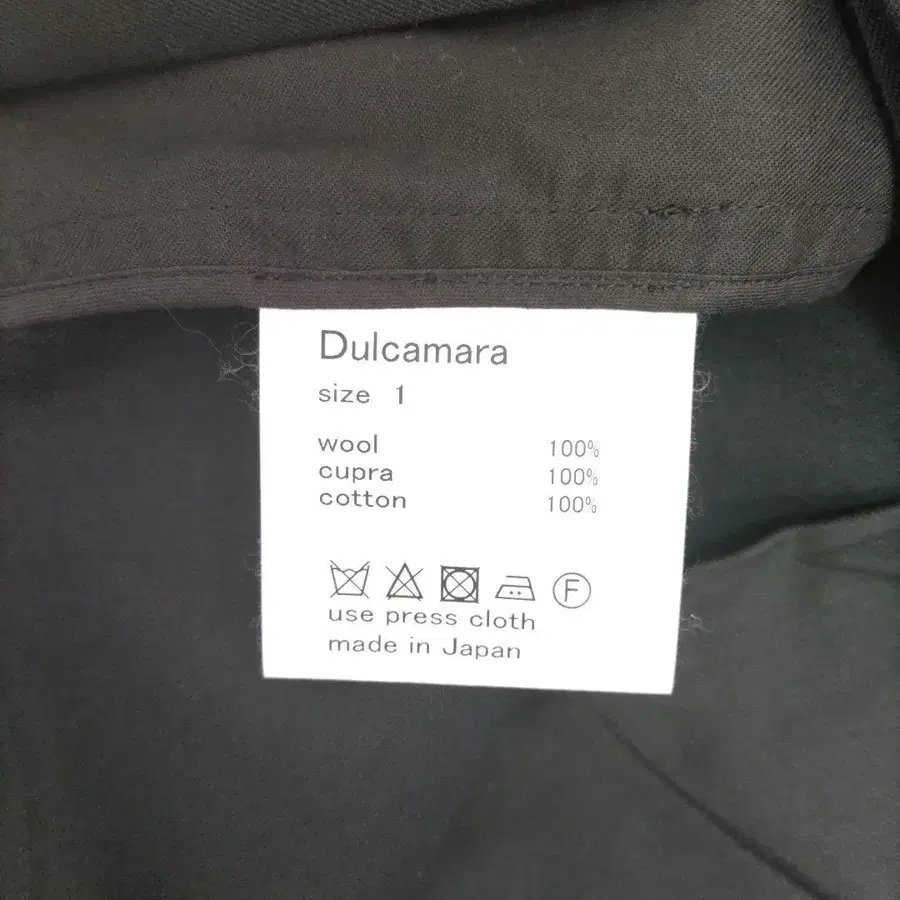 Dulcamara
size 1
wool 100%
cupra 100%
cotton 100%
F
use press cloth
made in Japan